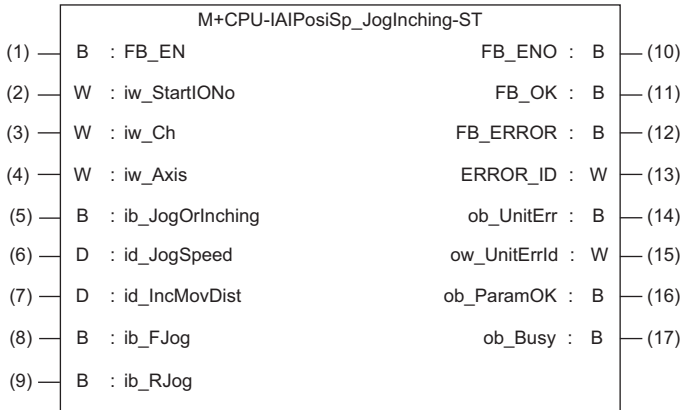 M+CPU-IAIPosiSp_JogInching-ST
(1) B : FB_EN FB_ENO : B (10)
(2) W : iw_StartIONo FB_OK : B (11)
(3) W : iw_Ch FB_ERROR : B (12)
(4) W : iw_Axis ERROR_ID : W (13)
(5) B : ib_JogOrInching ob_UnitErr : B (14)
(6) D : id_JogSpeed ow_UnitErrId : W (15)
(7) D : id_IncMovDist ob_ParamOK : B (16)
(8) B : ib_FJog ob_Busy : B (17)
(9) B : ib_RJog